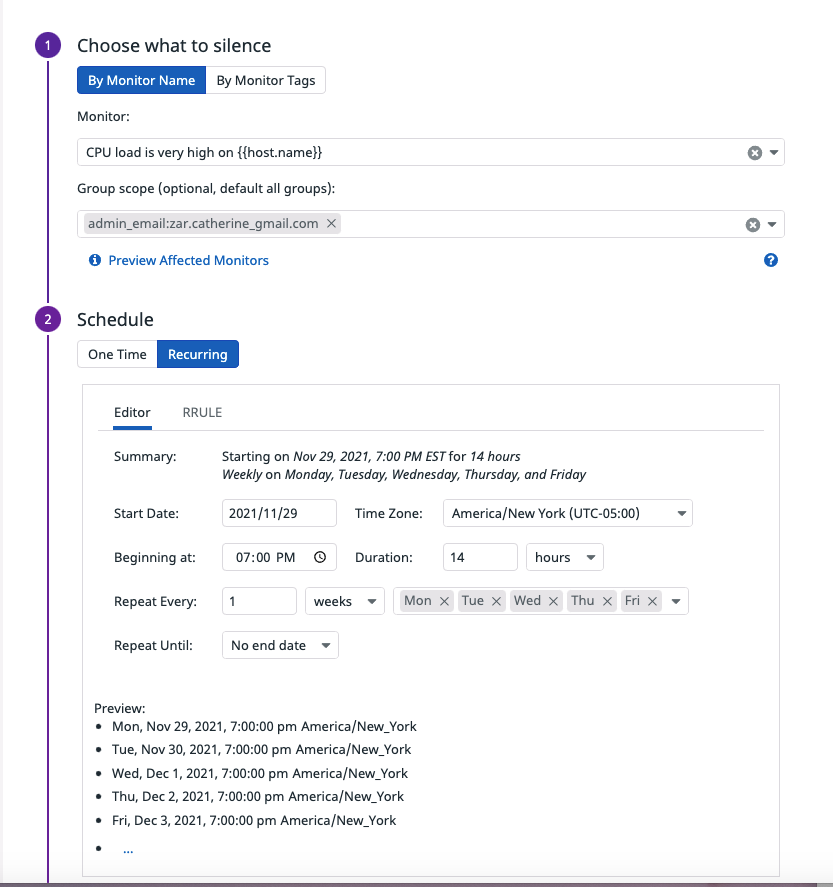 1 Choose what to silence
By Monitor Name By Monitor Tags
Monitor:
CPU load is very high on {{host.name}}
Group scope (optional, default all groups):
admin_email:zar.catherine_gmail.com
Preview Affected Monitors
2 Schedule
One Time Recurring
Editor RRULE
Summary: Starting on Nov 29, 2021, 7:00 PM EST for 14 hours
Weekly on Monday, Tuesday, Wednesday, Thursday, and Friday
Start Date: 2021/11/29 Time Zone: America/New York (UTC-05:00)
Beginning at: 07:00 PM Duration: 14 hours
Repeat Every: 1 weeks Mon Tue Wed Thu Fri
Repeat Until: No end date
Preview:
• Mon, Nov 29, 2021, 7:00:00 pm America/New_York
• Tue, Nov 30, 2021, 7:00:00 pm America/New_York
• Wed, Dec 1, 2021, 7:00:00 pm America/New_York
• Thu, Dec 2, 2021, 7:00:00 pm America/New_York
• Fri, Dec 3, 2021, 7:00:00 pm America/New_York
• ...